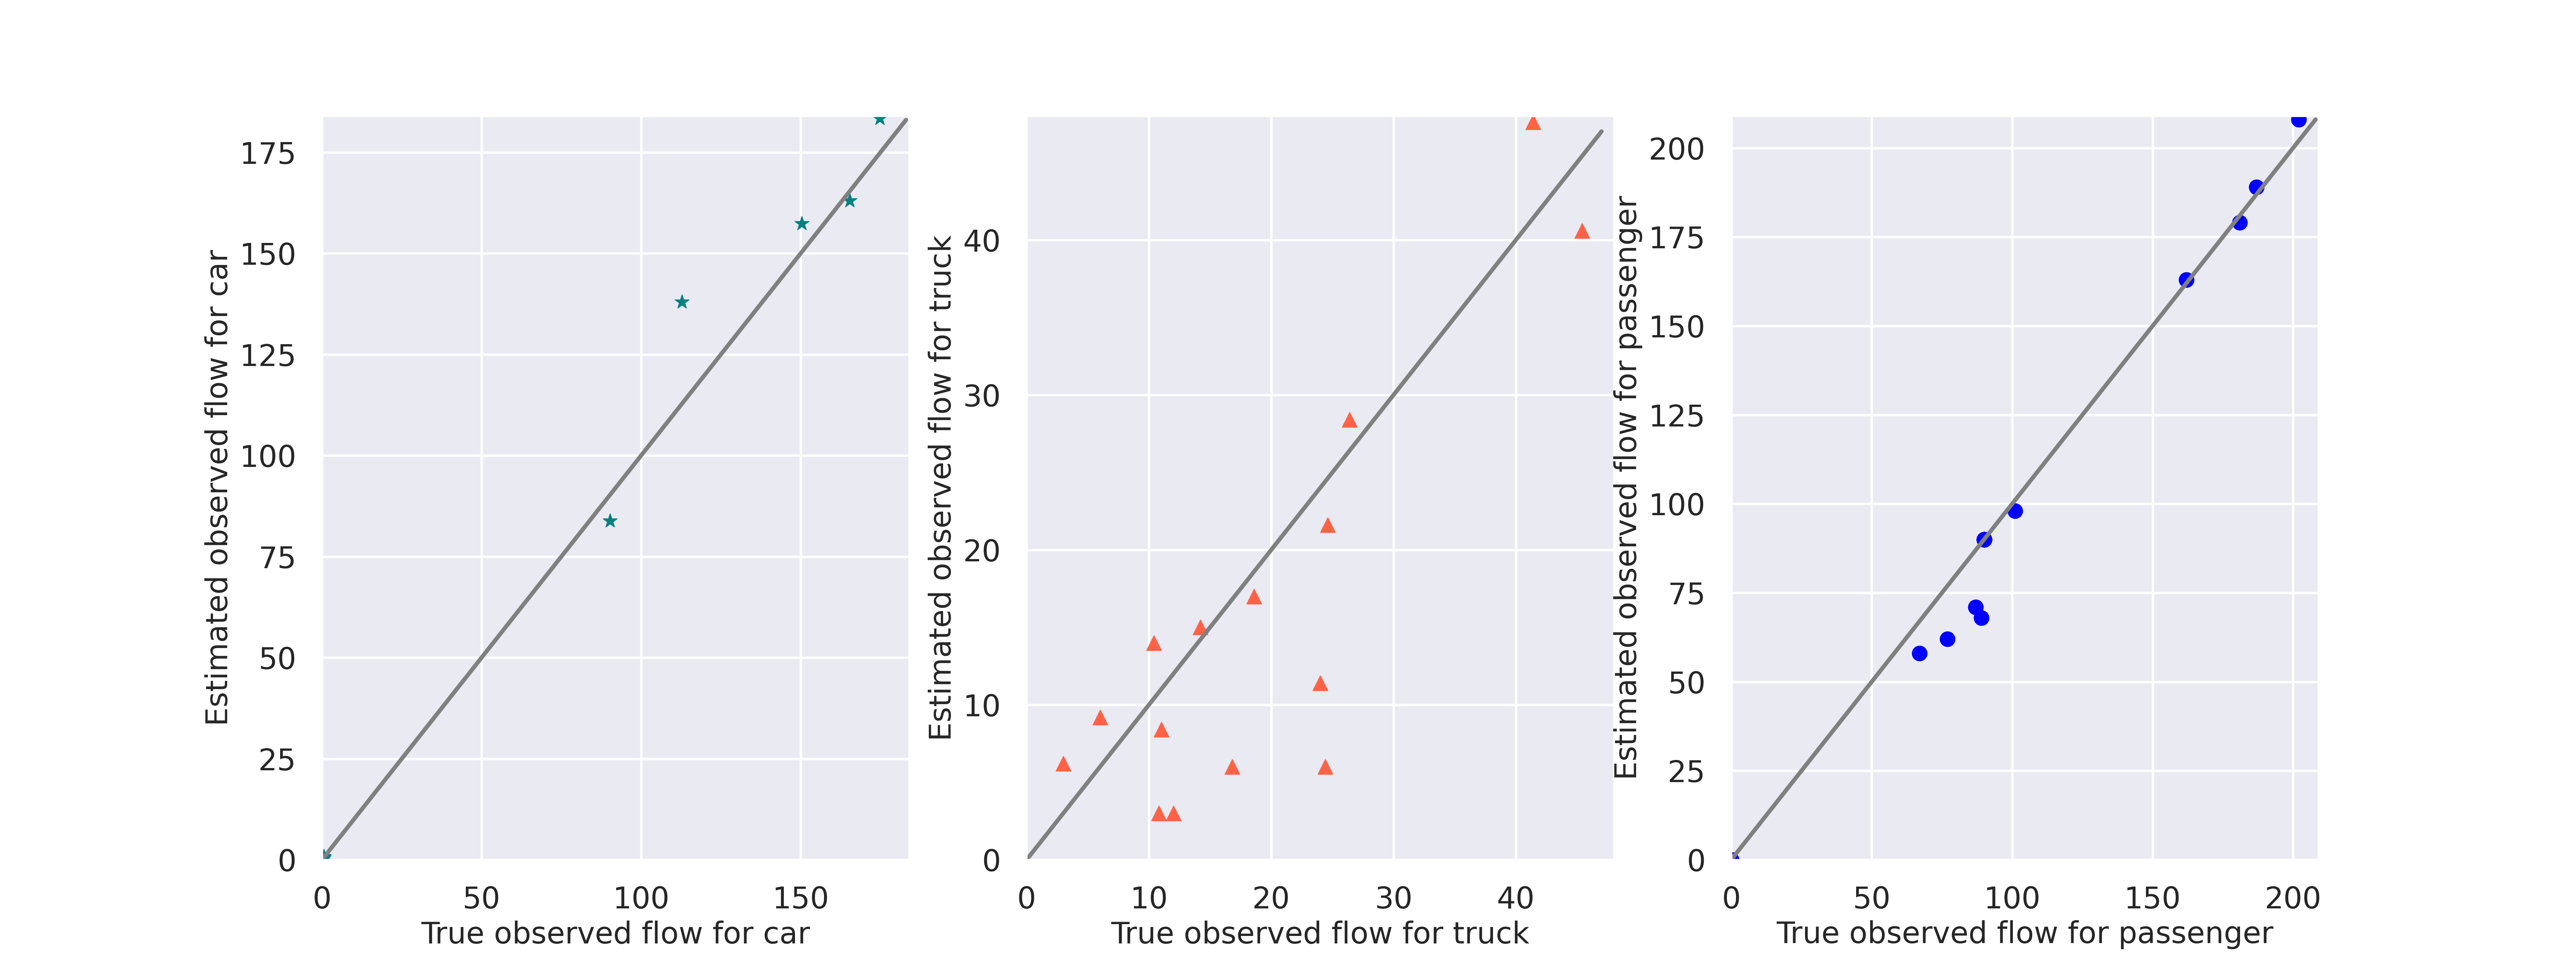 Estimated observed flow for car
175
150
125
100
75
50
25
0
0 50 100 150
True observed flow for car
Estimated observed flow for truck
40
30
20
10
0
0 10 20 30 40
True observed flow for truck
Estimated observed flow for passenger
200
175
150
125
100
75
50
25
0
0 50 100 150 200
True observed flow for passenger